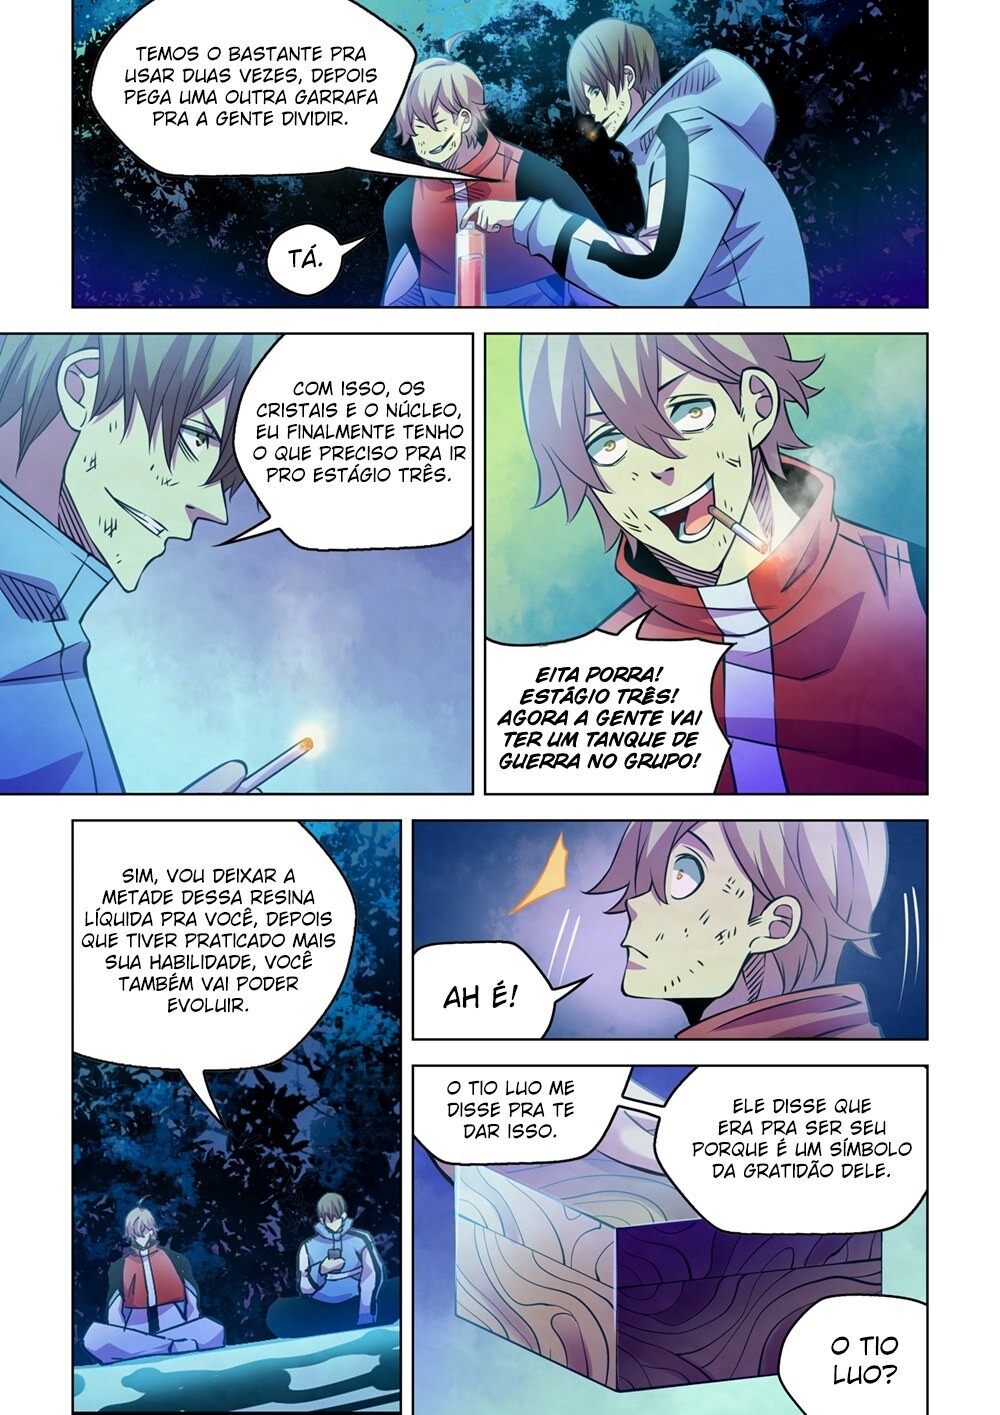 TEMOS O BASTANTE PRA
USAR DUAS VEZES, DEPOIS
PEGA UMA OUTRA GARRAFA
PRA A GENTE DIVIDIR.
TÁ.
COM ISSO, OS
CRISTAIS E O NÚCLEO,
EU FINALMENTE TENHO
O QUE PRECISO PRA IR
PRO ESTÁGIO TRÊS.
EITA PORRA!
ESTÁGIO TRÊS!
AGORA A GENTE VAI
TER UM TANQUE DE
GUERRA NO GRUPO!
SIM, VOU DEIXAR A
METADE DESSA RESINA
LÍQUIDA PRA VOCÊ, DEPOIS
QUE TIVER PRATICADO MAIS
SUA HABILIDADE, VOCÊ
TAMBÉM VAI PODER
EVOLUIR.
AH É!
O TIO LUO ME
DISSE PRA TE
DAR ISSO.
ELE DISSE QUE
ERA PRA SER SEU
PORQUE É UM SÍMBOLO
DA GRATIDÃO DELE.
O TIO
LUO?